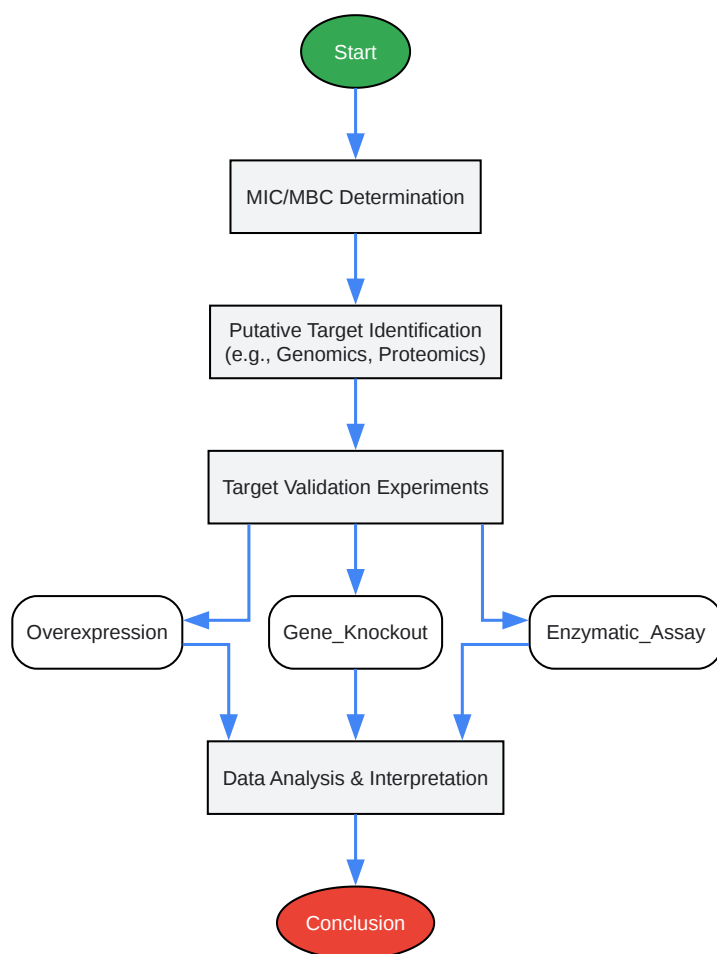 Start
MIC/MBC Determination
Putative Target Identification
(e.g., Genomics, Proteomics)
Target Validation Experiments
Overexpression
Gene_Knockout
Enzymatic_Assay
Data Analysis & Interpretation
Conclusion